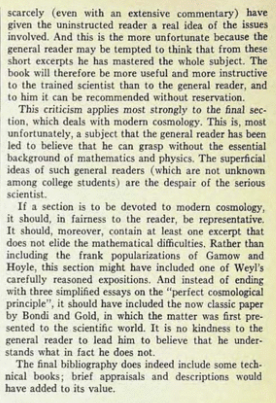 scarcely (even with an extensive commentary) have
given the uninstructed reader a real idea of the issues
involved. And this is the more unfortunate because the
general reader may be tempted to think that from these
short excerpts he has mastered the whole subject. The
book will therefore be more useful and more instructive
to the trained scientist than to the general reader, and
to him it can be recommended without reservation.
This criticism applies most strongly to the final sec-
tion, which deals with modern cosmology. This is, most
unfortunately, a subject that the general reader has been
led to believe that he can grasp without the essential
background of mathematics and physics. The superficial
ideas of such general readers (which are not unknown
among college students) are the despair of the serious
scientist.
If a section is to be devoted to modern cosmology,
it should, in fairness to the reader, be representative.
It should, moreover, contain at least one excerpt that
does not elide the mathematical difficulties. Rather than
including the frank popularizations of Gamow and
Hoyle, this section might have included one of Weyl's
carefully reasoned expositions. And instead of ending
with three simplified essays on the "perfect cosmological
principle", it should have included the now classic paper
by Bondi and Gold, in which the matter was first pre-
sented to the scientific world. It is no kindness to the
general reader to lead him to believe that he under-
stands what in fact he does not.
The final bibliography does indeed include some tech-
nical books; brief appraisals and descriptions would
have added to its value.